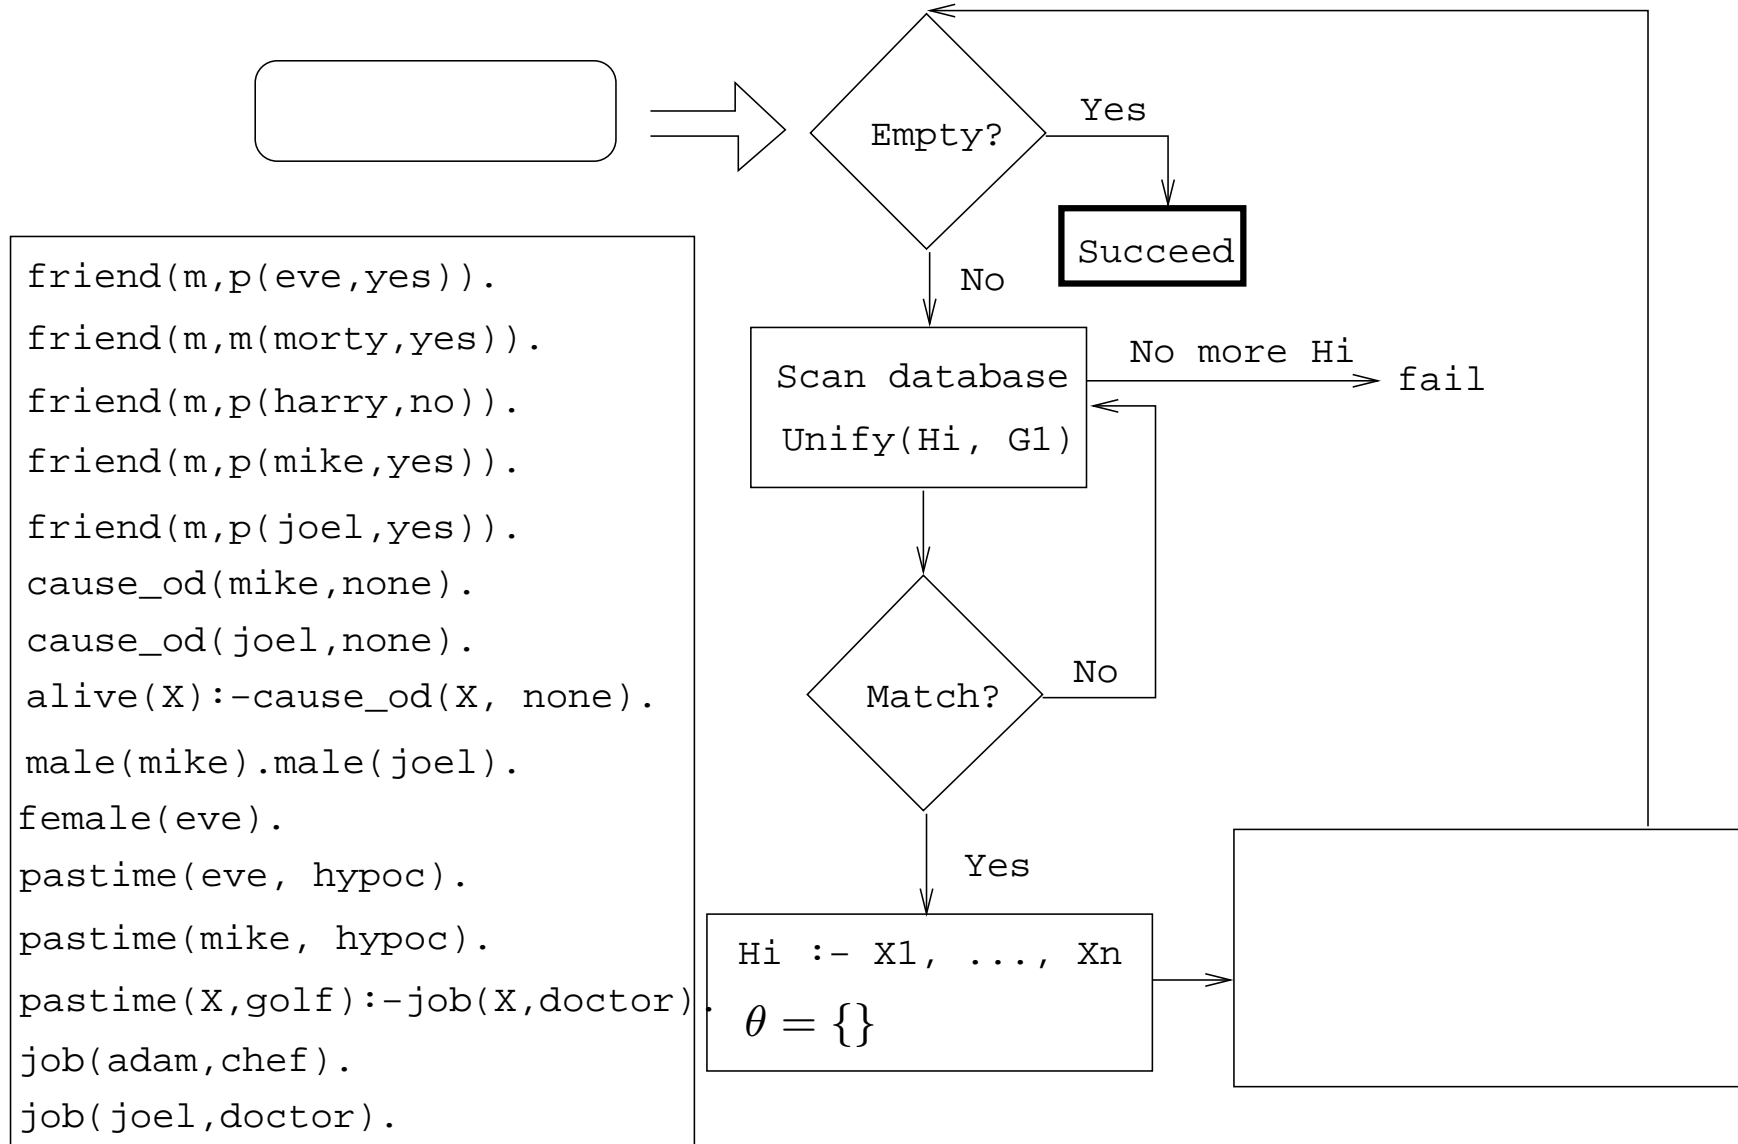 Empty?
Yes
Succeed
No
friend(m,p(eve,yes)).
friend(m,m(morty,yes)).
friend(m,p(harry,no)).
friend(m,p(mike,yes)).
friend(m,p(joel,yes)).
cause_od(mike,none).
cause_od(joel,none).
alive(X):-cause_od(X, none).
male(mike).male(joel).
female(eve).
pastime(eve, hypoc).
pastime(mike, hypoc).
pastime(X,golf):-job(X,doctor).
job(adam,chef).
job(joel,doctor).
Scan database
Unify(Hi, G1)
No more Hi
fail
Match?
No
Yes
Hi :- X1, ..., Xn
θ = {}